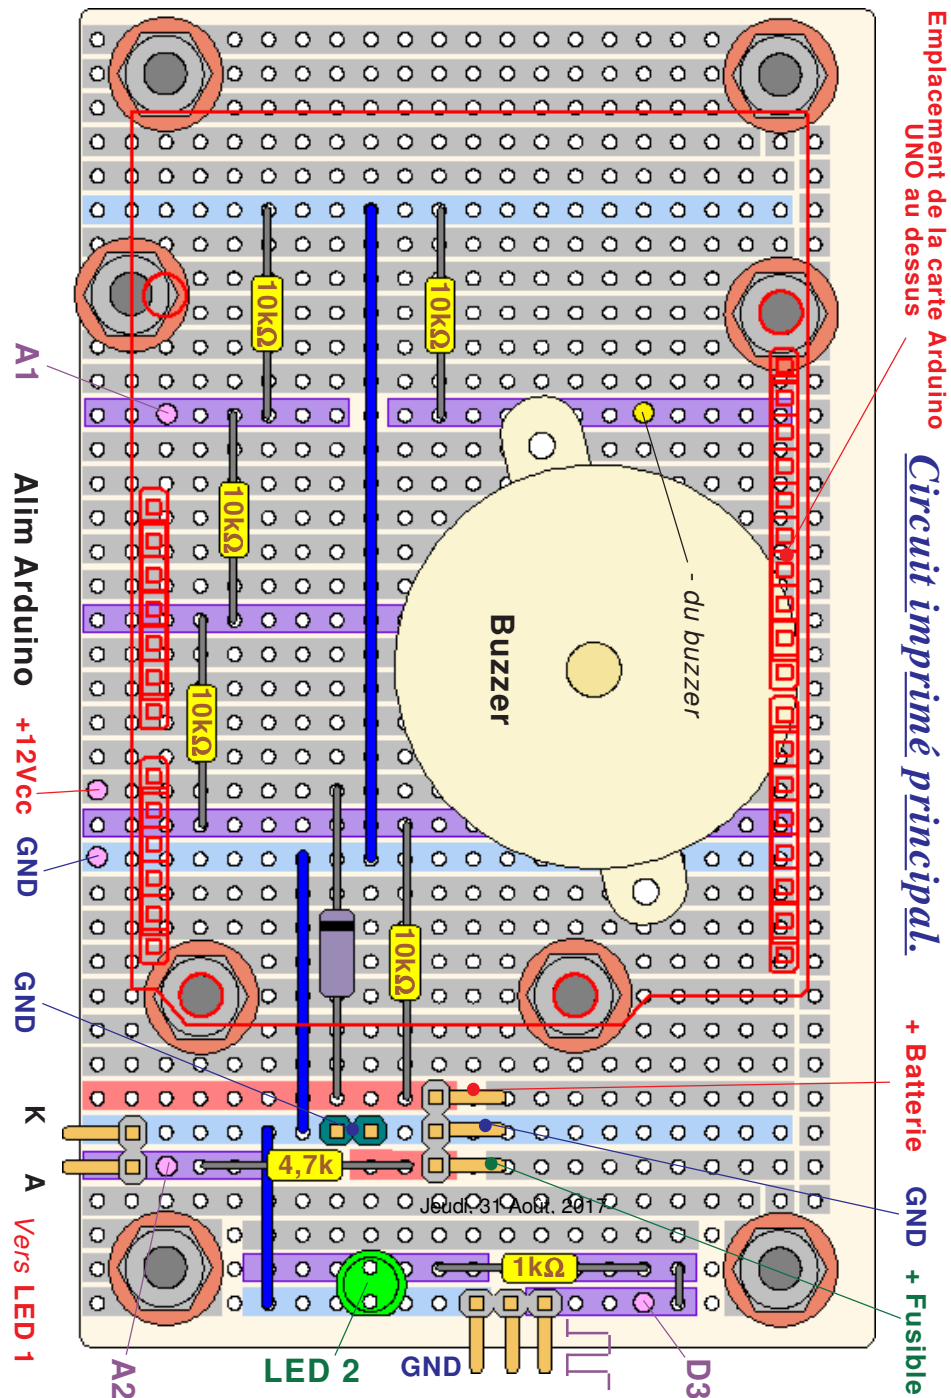 Emplacement de la carte Arduino
UNO au dessus
Circuit imprimé principal.
10kΩ
10kΩ
A1
10kΩ
- du buzzer
Buzzer
Alim Arduino
+12Vcc
GND
10kΩ
10kΩ
GND
+ Batterie
GND
+ Fusible
K
A
Vers LED 1
4,7k
Jeudi, 31 Août, 2017
1kΩ
A2
LED 2
GND
D3